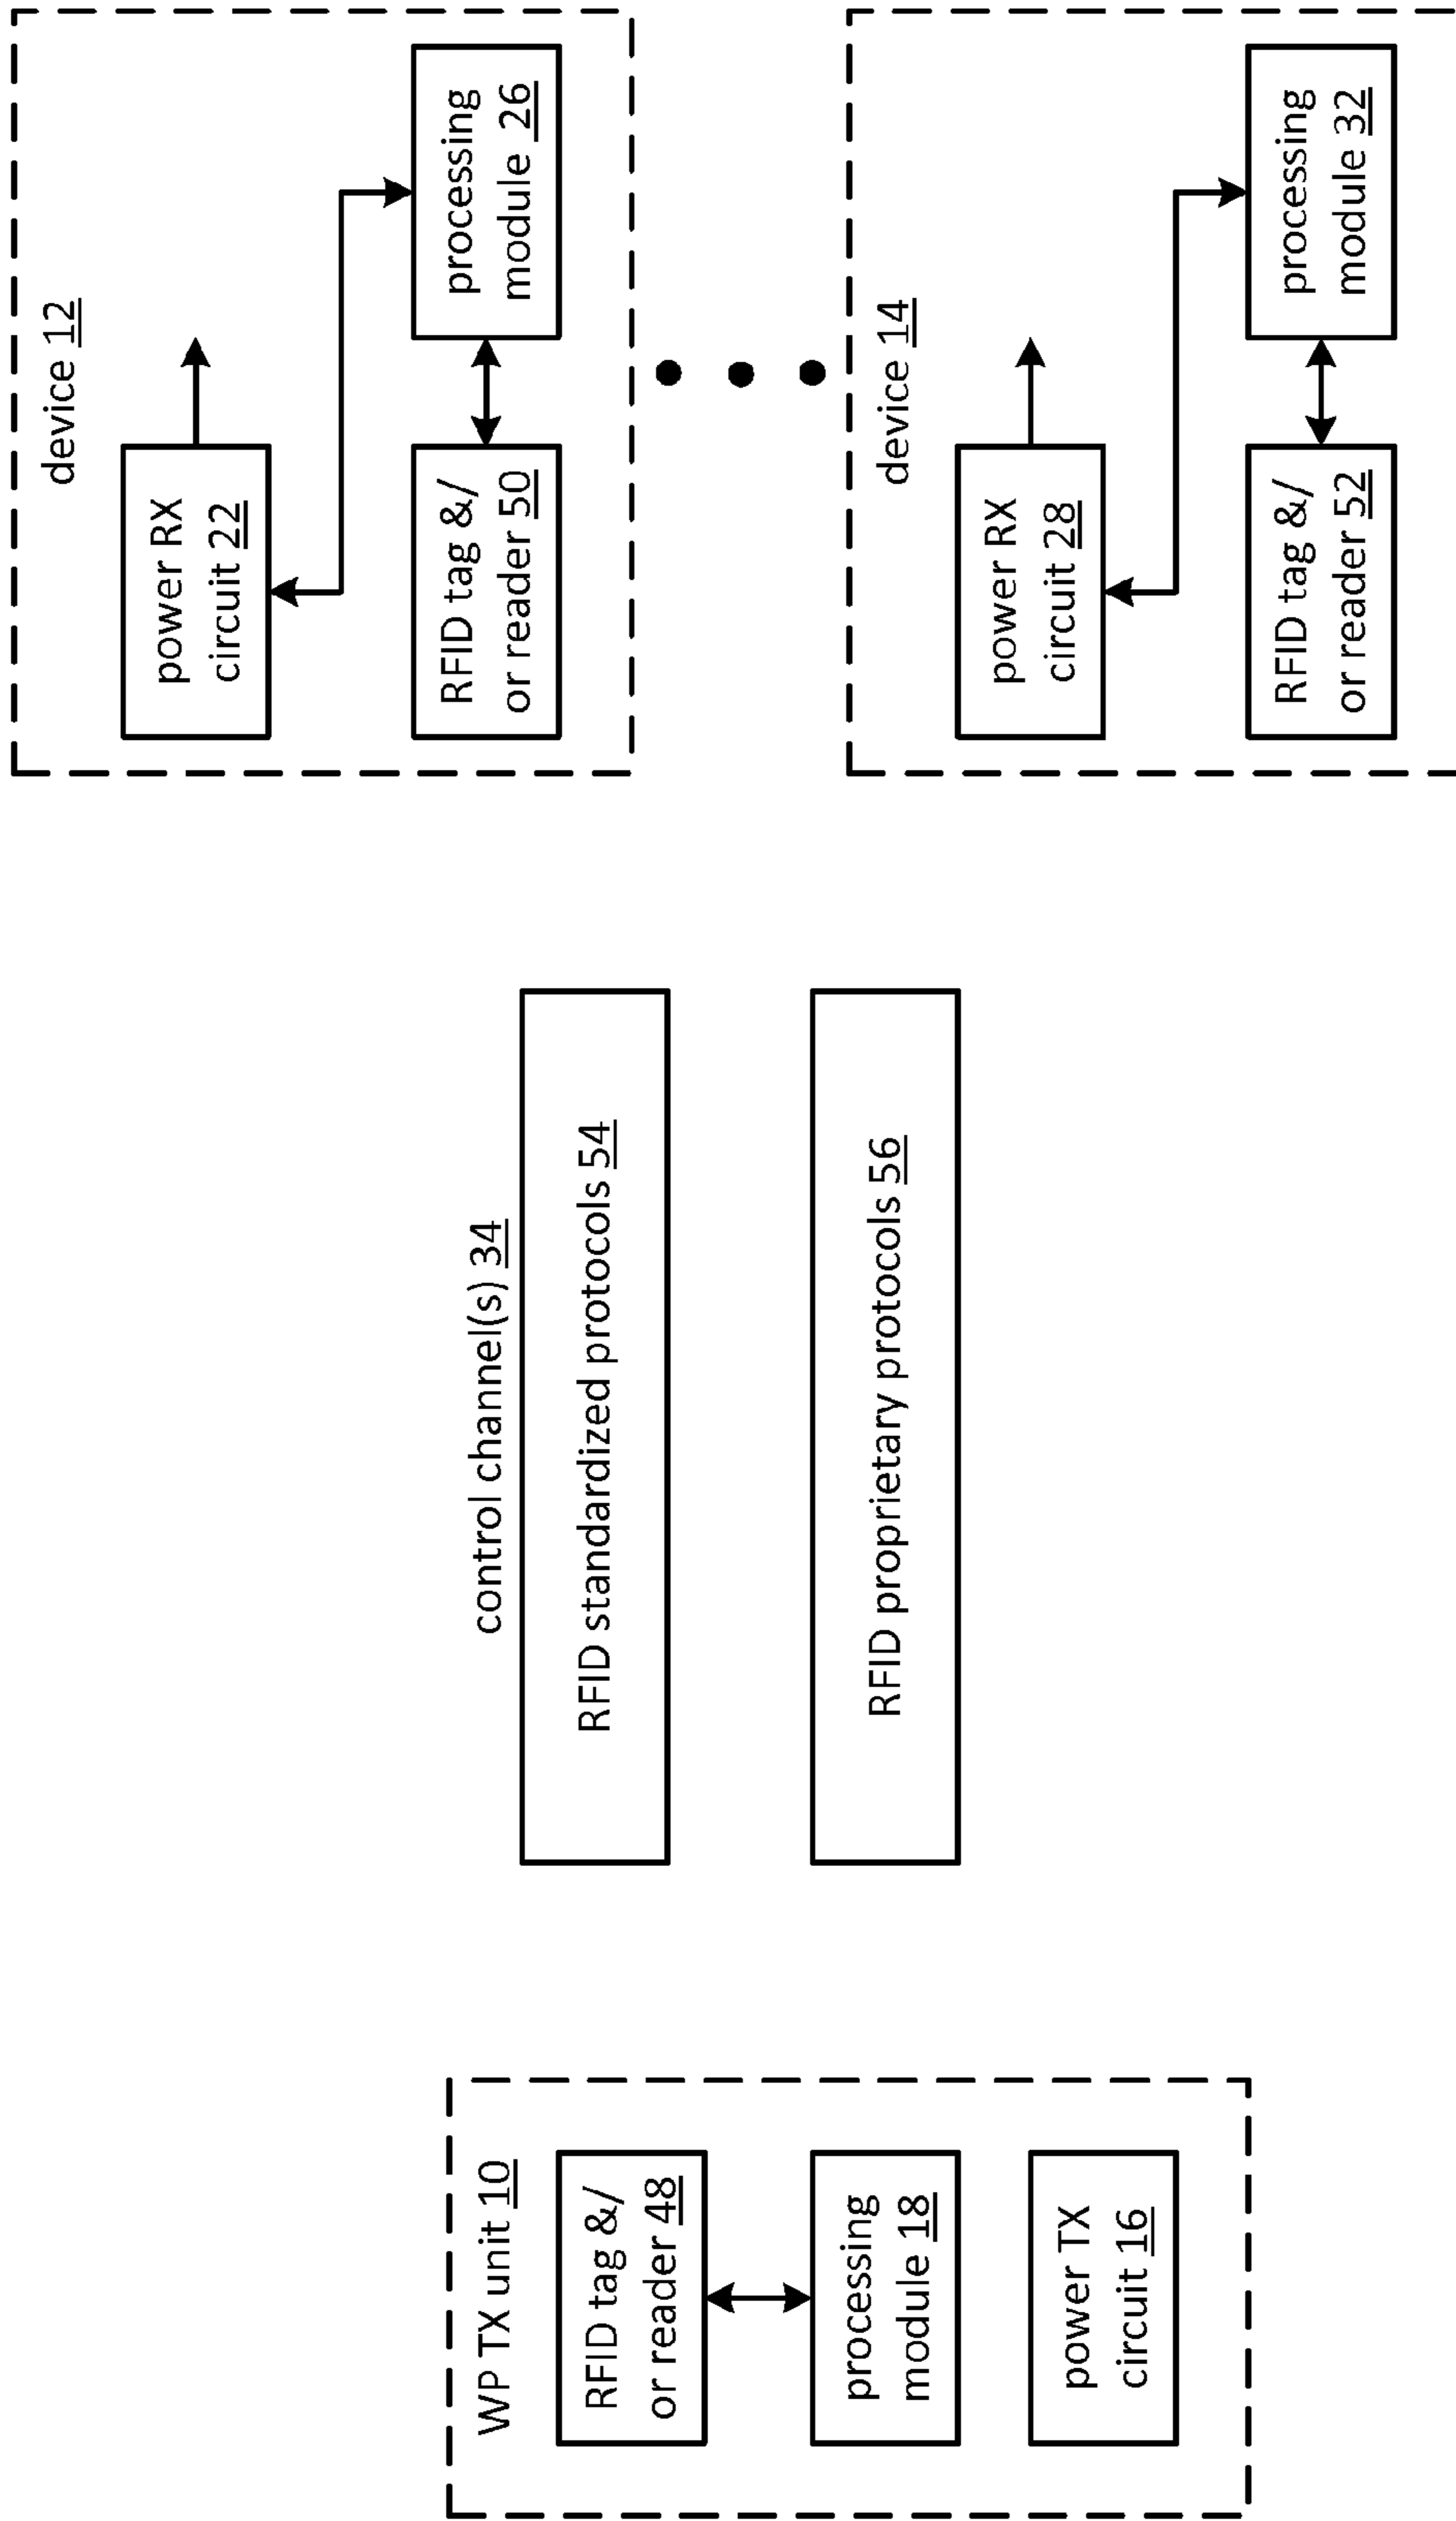 WP TX unit 10
RFID tag &/
or reader 48
processing
module 18
power TX
circuit 16
control channel(s) 34
RFID standardized protocols 54
RFID proprietary protocols 56
device 12
power RX
circuit 22
RFID tag &/
or reader 50
processing
module 26
device 14
power RX
circuit 28
RFID tag &/
or reader 52
processing
module 32